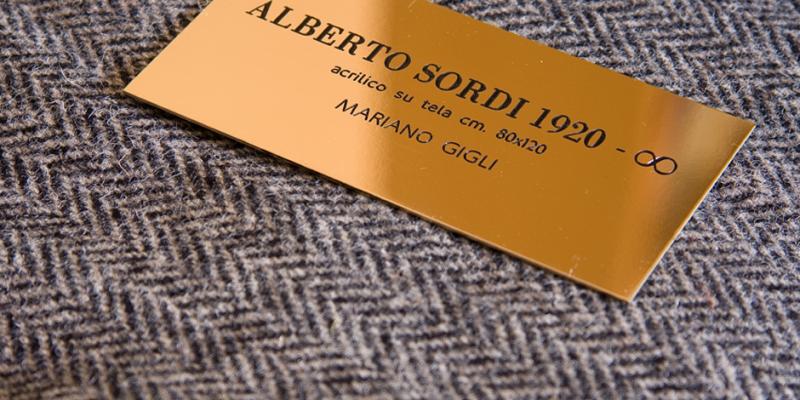 ALBERTO SORDI 1920 - ∞
acrilico su tela cm. 80x120
MARIANO GIGLI